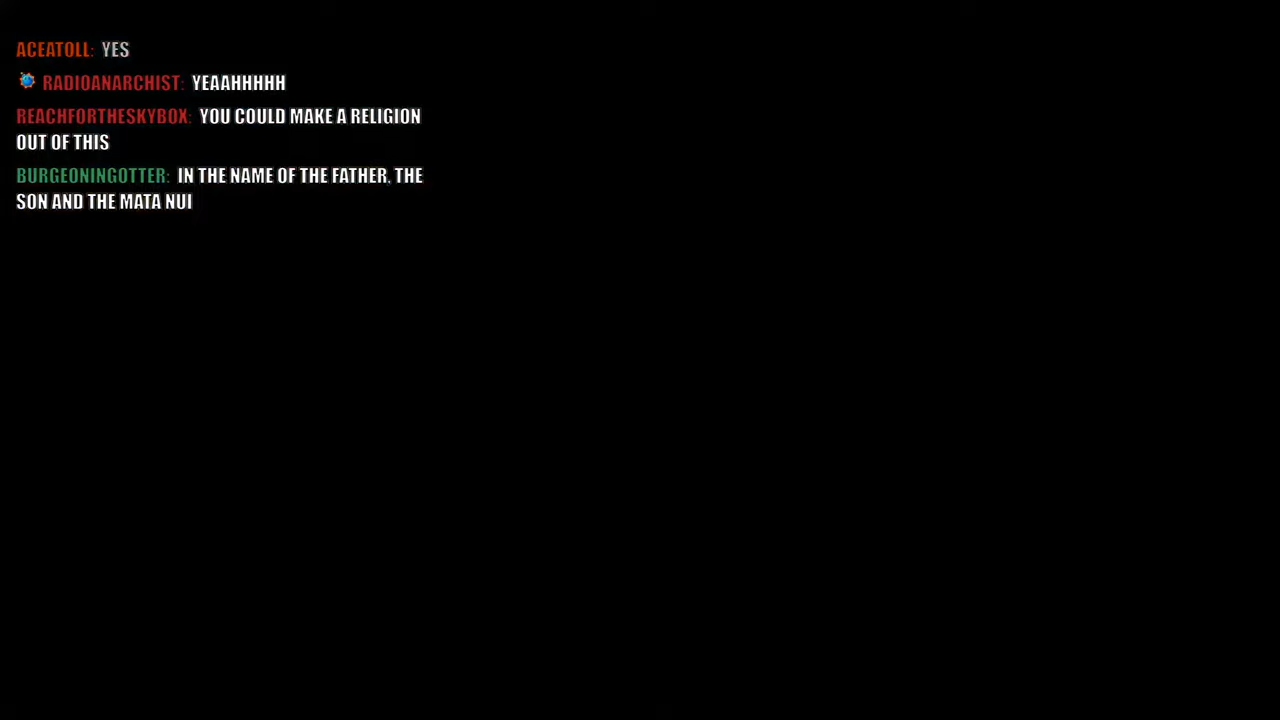 ACEATOLL: YES
RADIOANARCHIST: YEAAHHHHH
REACHFORTHESKYBOX: YOU COULD MAKE A RELIGION
OUT OF THIS
BURGEONINGOTTER: IN THE NAME OF THE FATHER, THE
SON AND THE MATA NUI